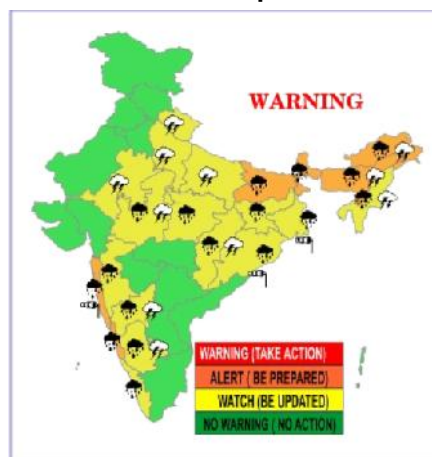 WARNING
WARNING (TAKE ACTION)
ALERT ( BE PREPARED)
WATCH (BE UPDATED)
NO WARNING ( NO ACTION)